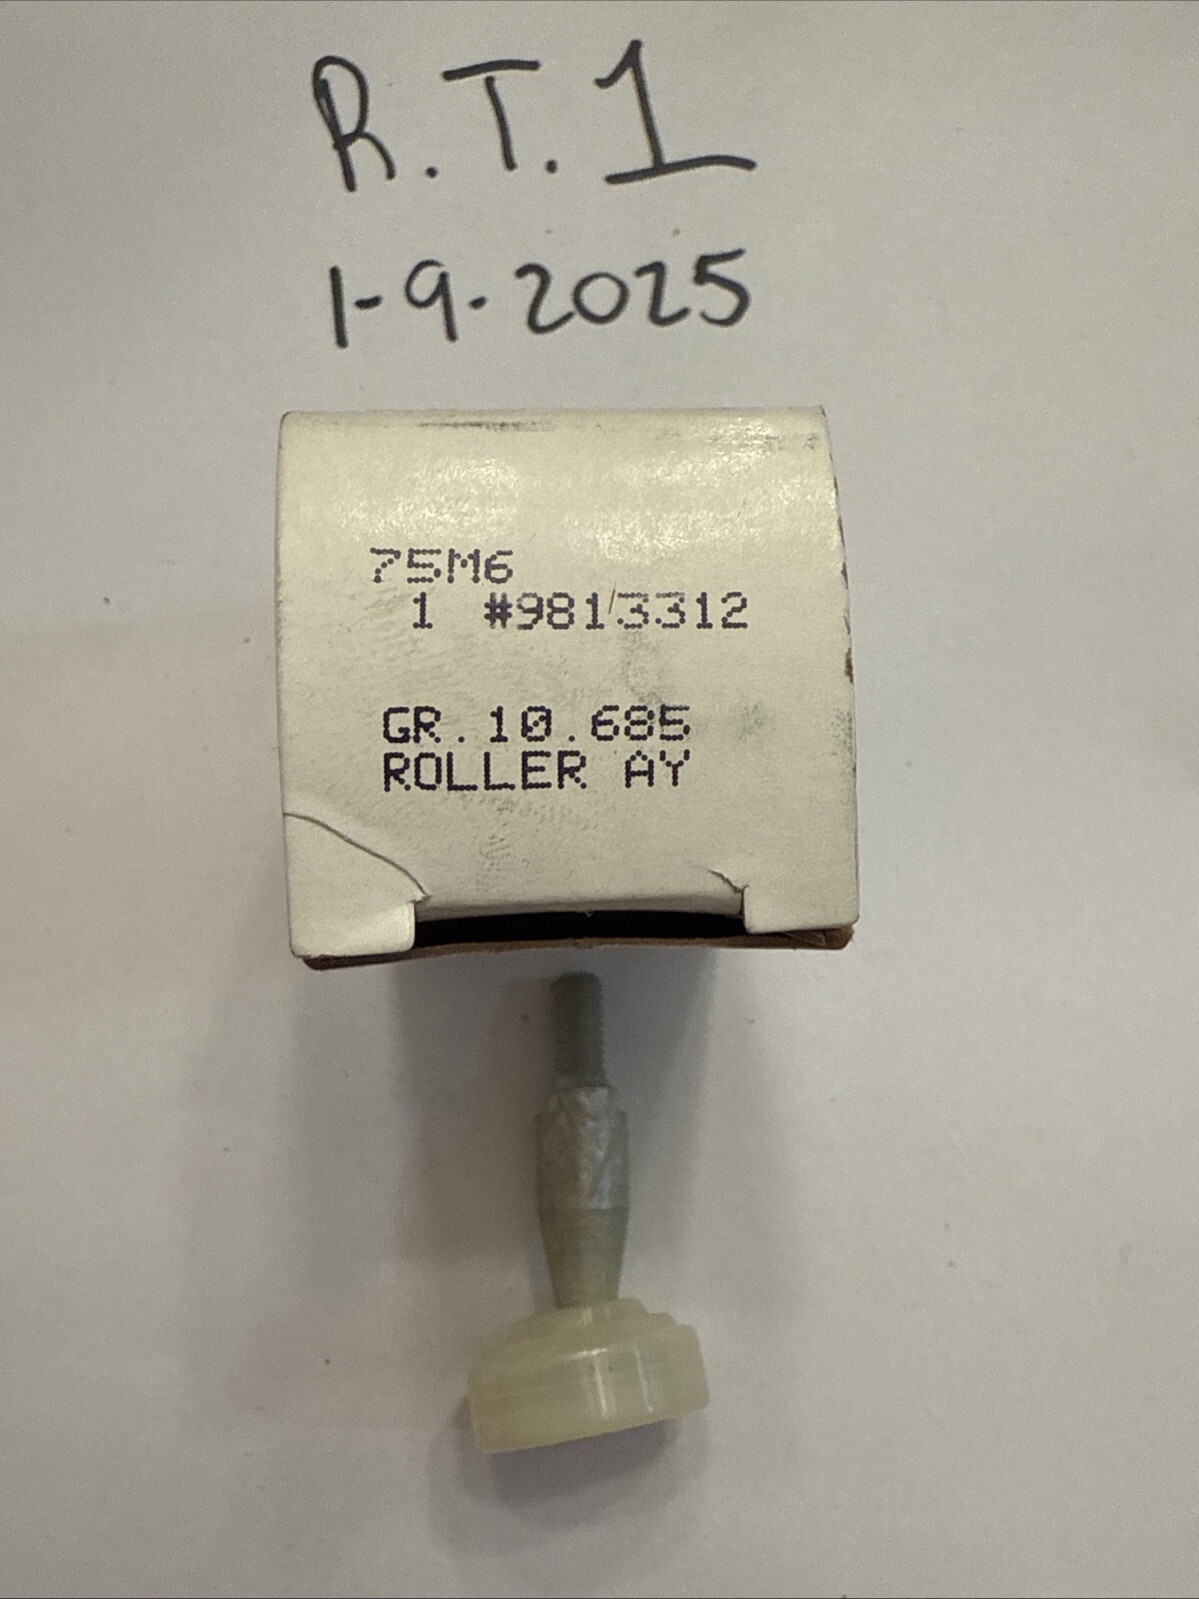 R.T.1
1-9-2025
75M6
1 #9813312
GR.10.685
ROLLER AY